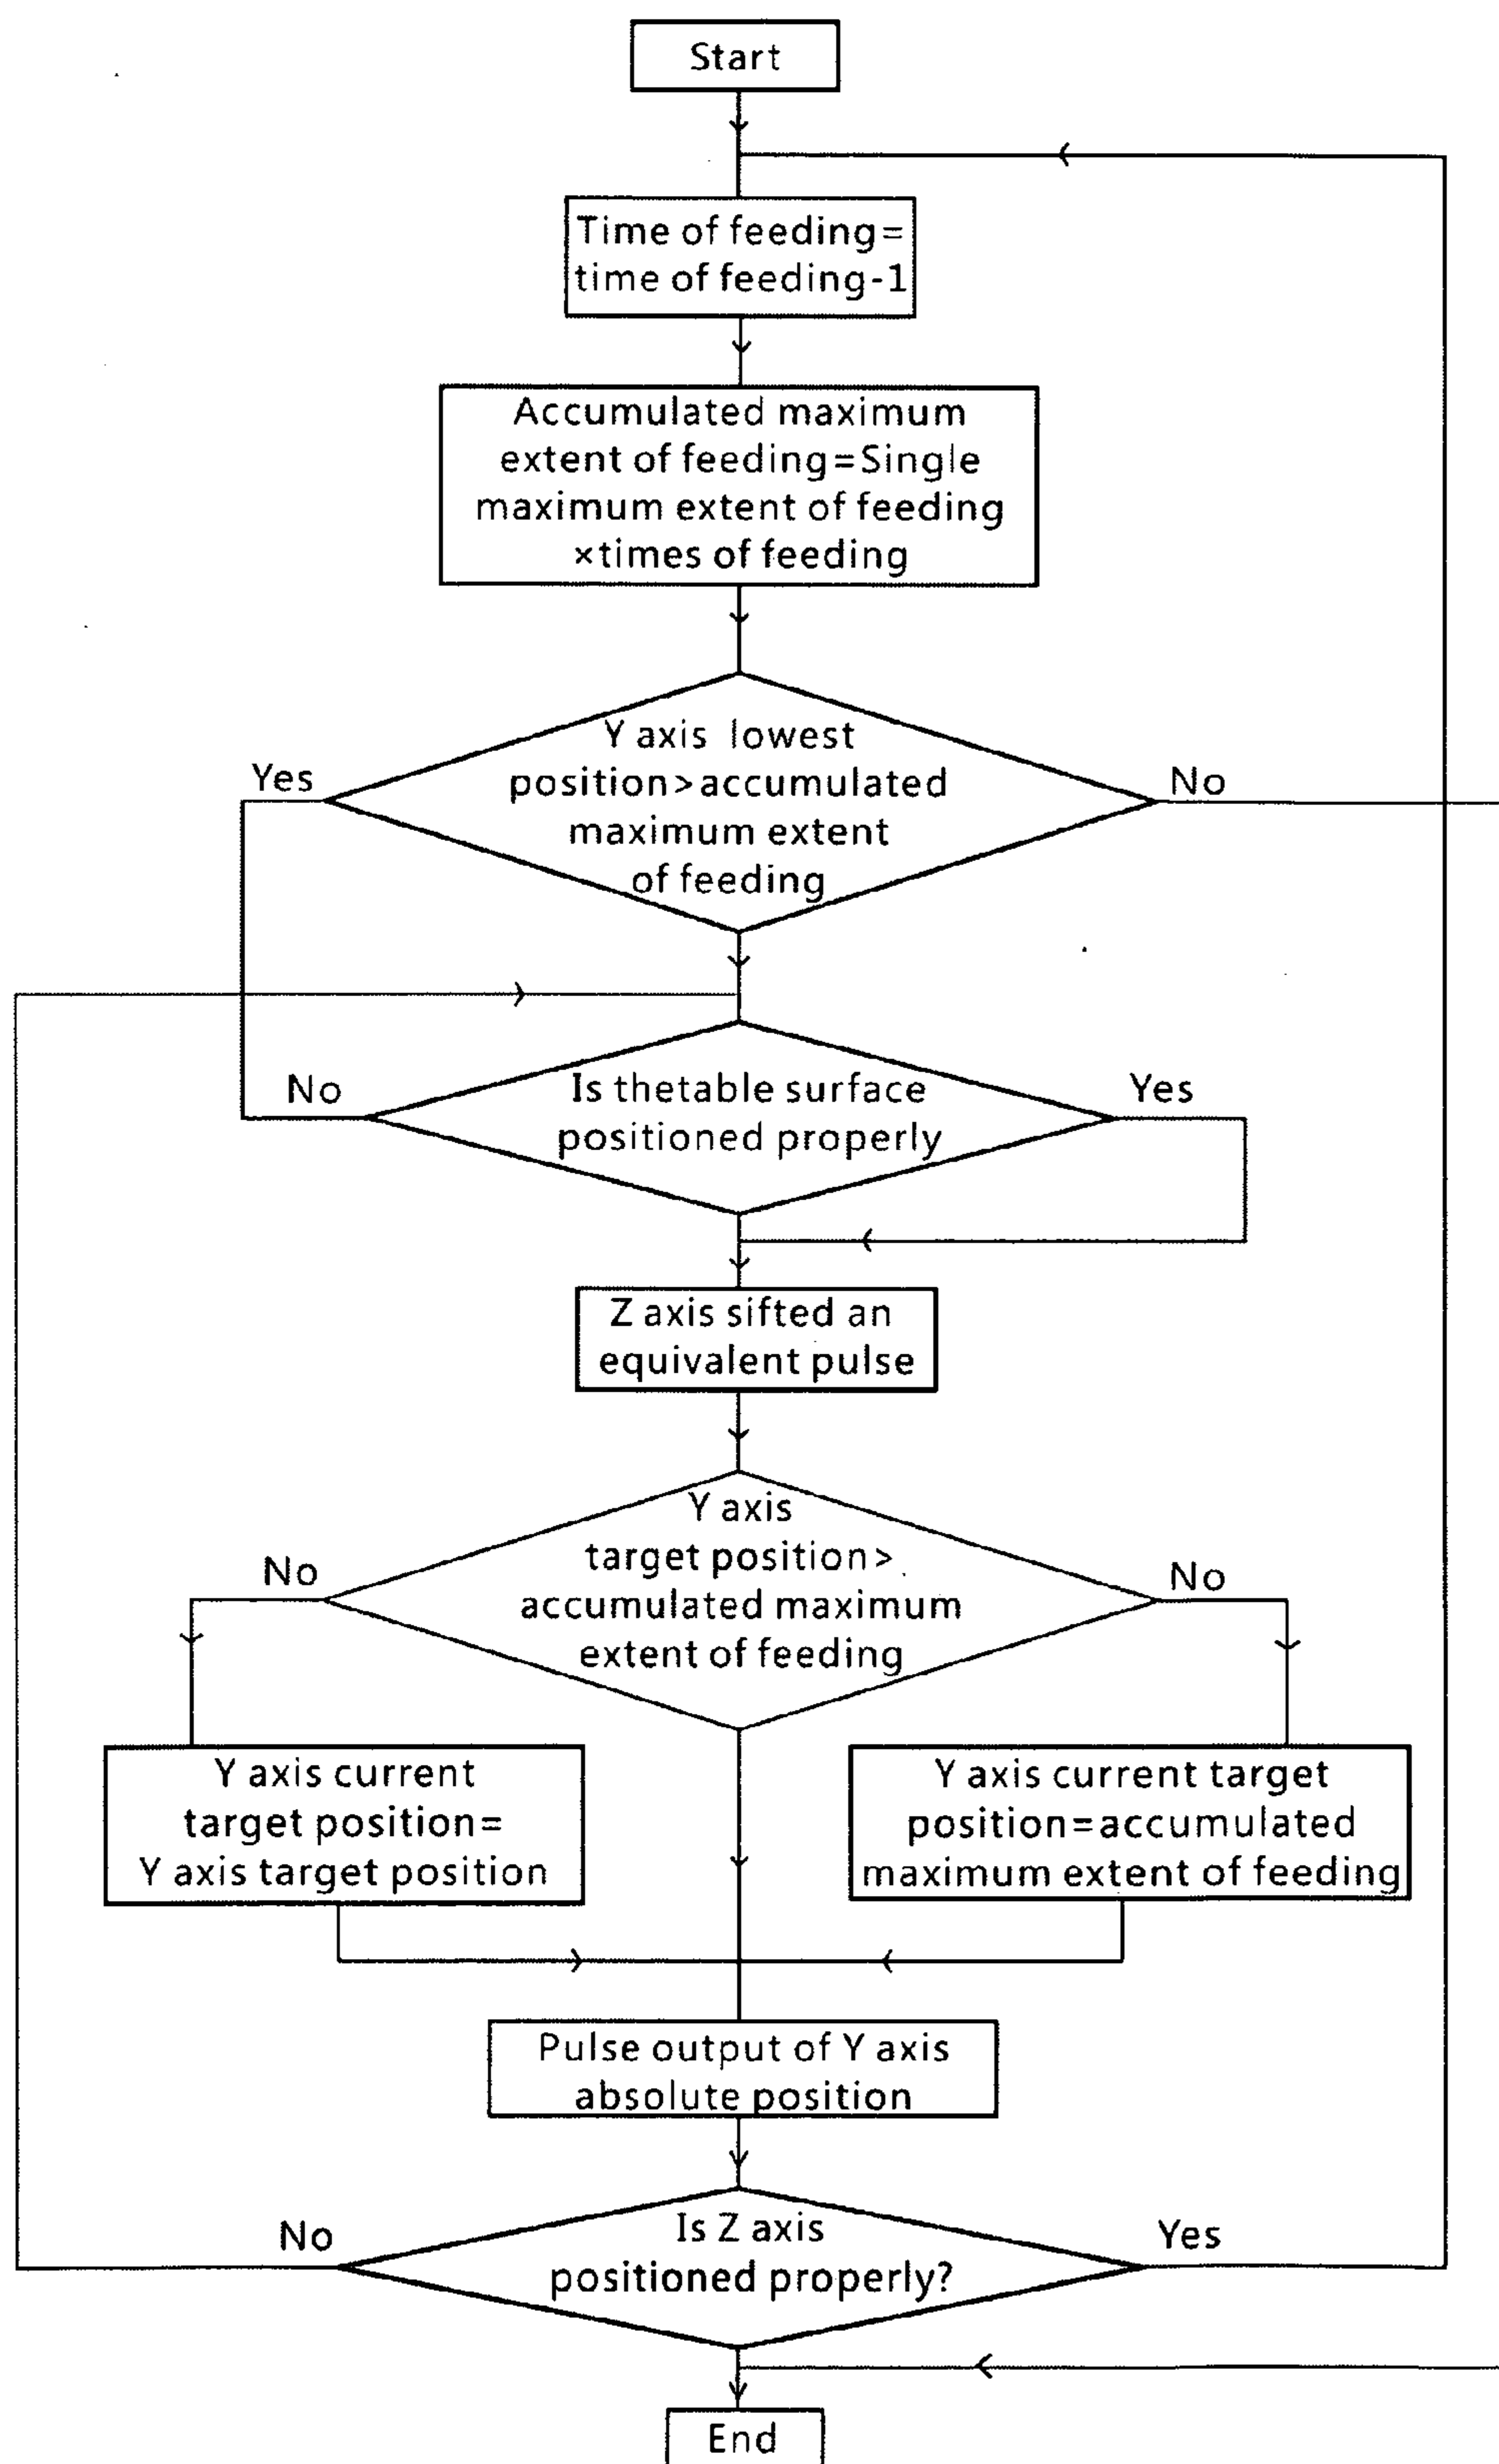 Start
Time of feeding=
time of feeding-1
Accumulated maximum
extent of feeding=Single
maximum extent of feeding
×times of feeding
Y axis lowest
Yes
position>accumulated
No
maximum extent
of feeding
No
Is thetable surface
Yes
positioned properly
Z axis sifted an
equivalent pulse
Y axis
target position>
No
No
accumulated maximum
extent of feeding
Y axis current
target position=
Y axis target position
Y axis current target
position=accumulated
maximum extent of feeding
Pulse output of Y axis
absolute position
No
Is Z axis
Yes
positioned properly?
End